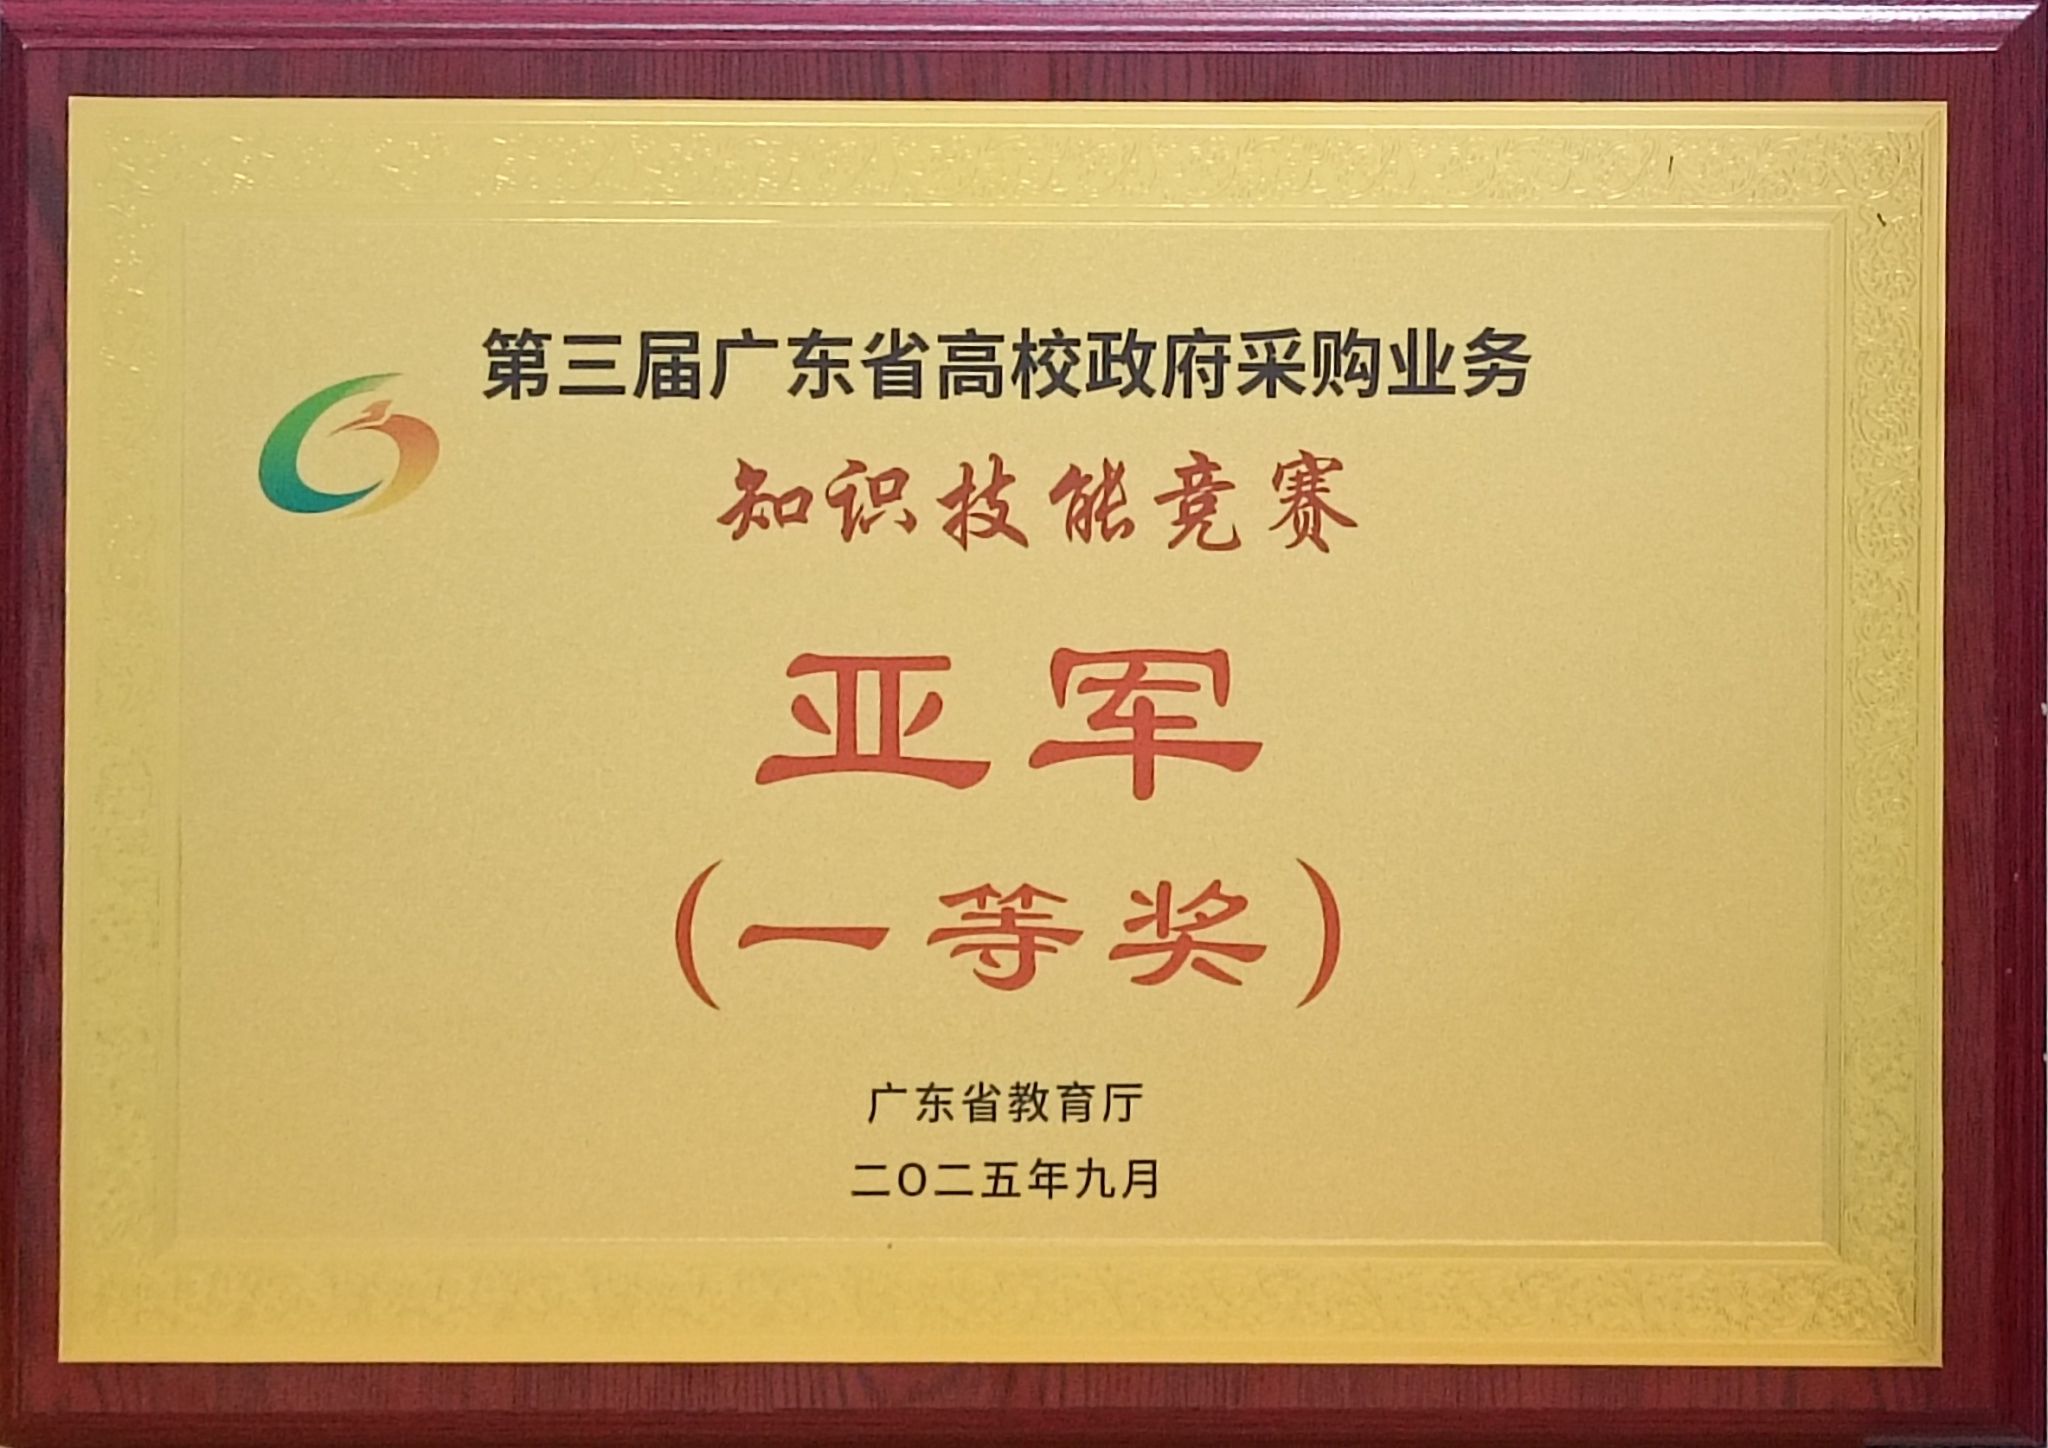 第三届广东省高校政府采购业务
知识技能竞赛
亚军
(一等奖)
广东省教育厅
二O二五年九月